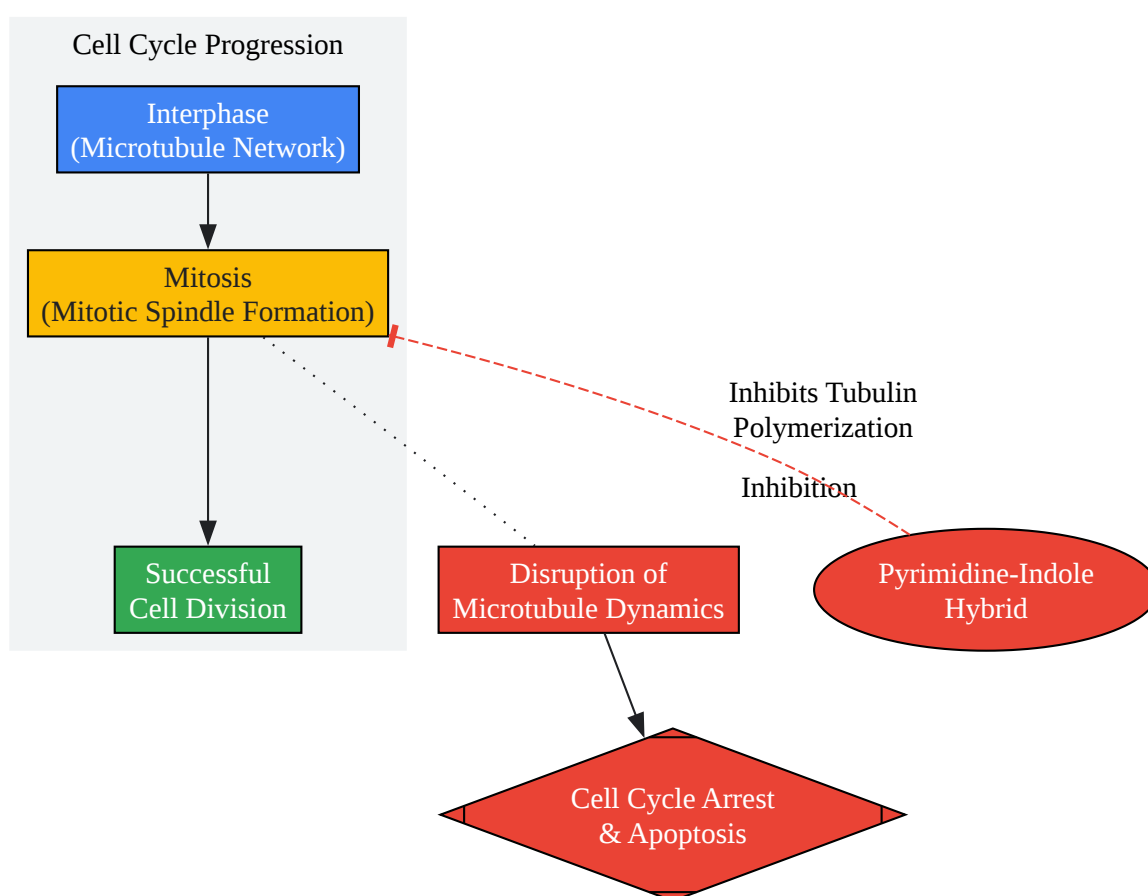 Cell Cycle Progression
Interphase
(Microtubule Network)
Mitosis
(Mitotic Spindle Formation)
Inhibits Tubulin
Polymerization
Inhibition
Successful
Cell Division
Disruption of
Microtubule Dynamics
Pyrimidine-Indole
Hybrid
Cell Cycle Arrest
& Apoptosis